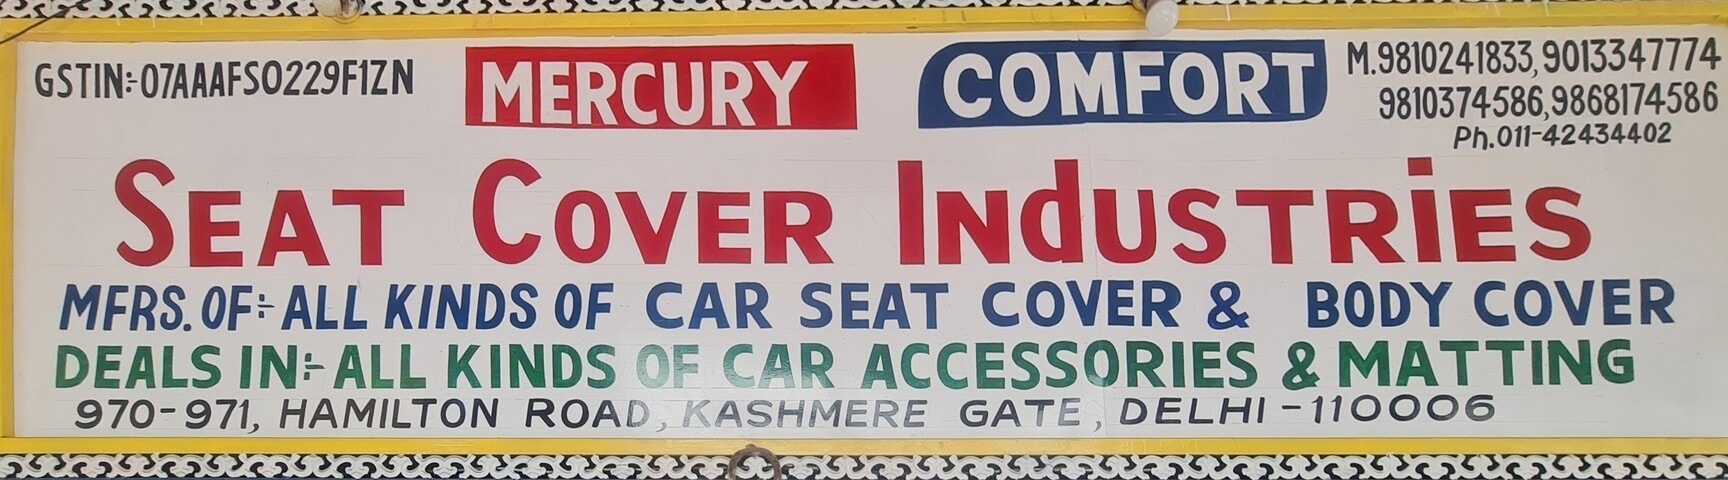 GSTIN:-07AAAFS0229F1ZN MERCURY COMFORT M.9810241833, 9013347774
9810374586,9868174586
Ph.011-42434402
SEAT COVER IndUSTRiES
MFRS. OF:- ALL KINDS OF CAR SEAT COVER & BODY COVER
DEALS IN:- ALL KINDS OF CAR ACCESSORIES & MATTING
970-971, HAMILTON ROAD, KASHMERE GATE, DELHI-110006